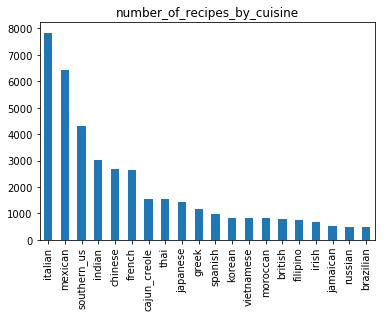 number_of_recipes_by_cuisine
8000
7000
6000
5000
4000
3000
2000
1000
0
italian
mexican
southern_us
indian
chinese
french
cajun_creole
thai
japanese
greek
spanish
korean
vietnamese
moroccan
british
filipino
irish
jamaican
russian
brazilian